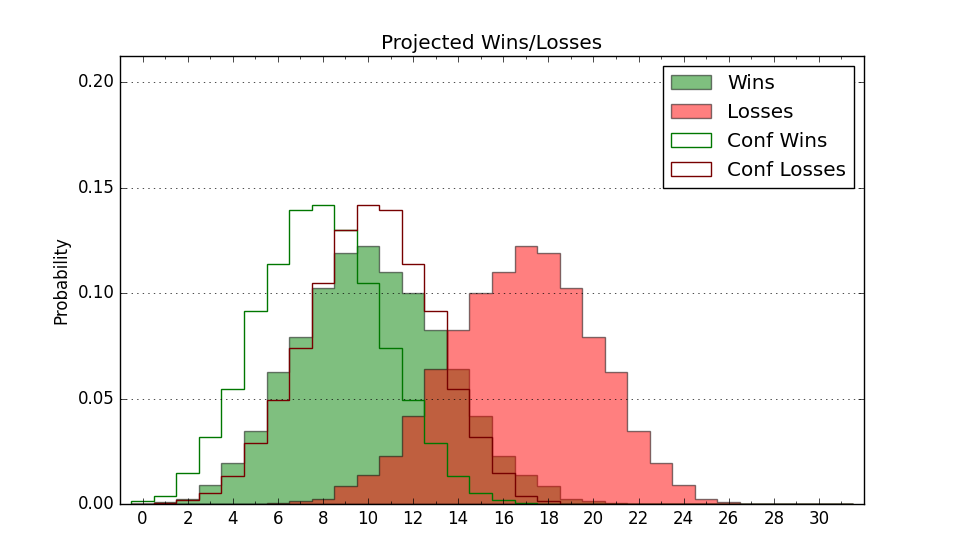 Projected Wins/Losses
0.20
0.15
0.10
0.05
0.00
Probability
Wins
Losses
Conf Wins
Conf Losses
0 2 4 6 8 10 12 14 16 18 20 22 24 26 28 30